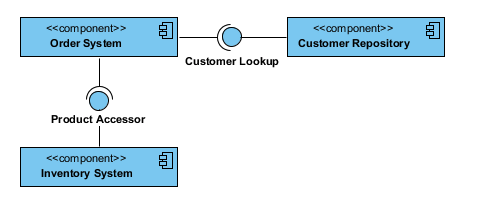 <<component>>
Order System
<<component>>
Customer Repository
Customer Lookup
Product Accessor
<<component>>
Inventory System